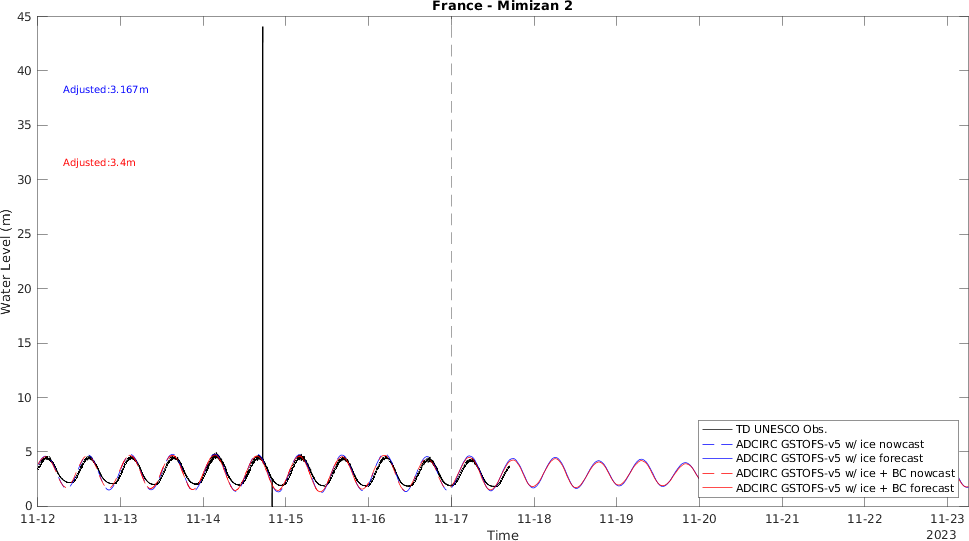 France - Mimizan 2
Water Level (m)
45
40
35
30
25
20
15
10
5
0
Adjusted:3.167m
Adjusted:3.4m
TD UNESCO Obs.
ADCIRC GSTOFS-v5 w/ ice nowcast
ADCIRC GSTOFS-v5 w/ ice forecast
ADCIRC GSTOFS-v5 w/ ice + BC nowcast
ADCIRC GSTOFS-v5 w/ ice + BC forecast
11-12 11-13 11-14 11-15 11-16 11-17 11-18 11-19 11-20 11-21 11-22 11-23
Time
2023